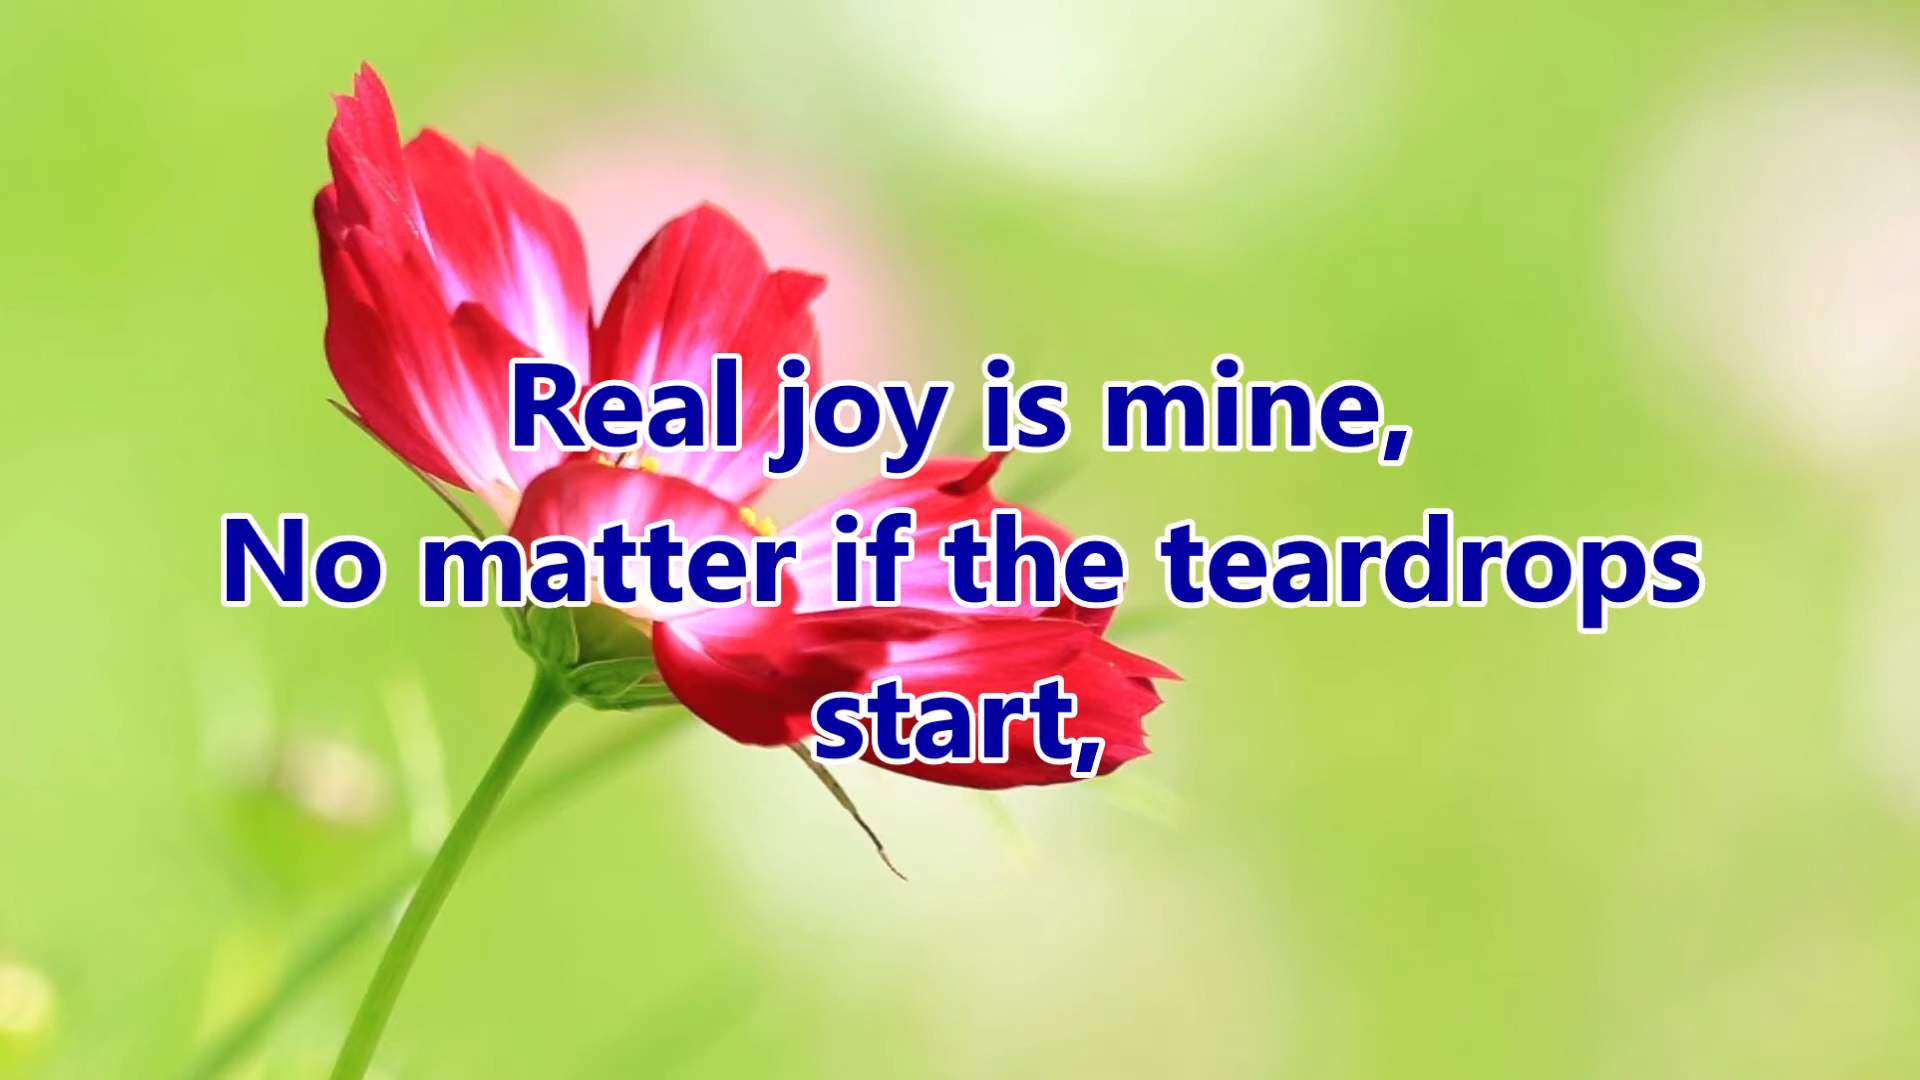 Real joy is mine,
No matter if the teardrops
start,